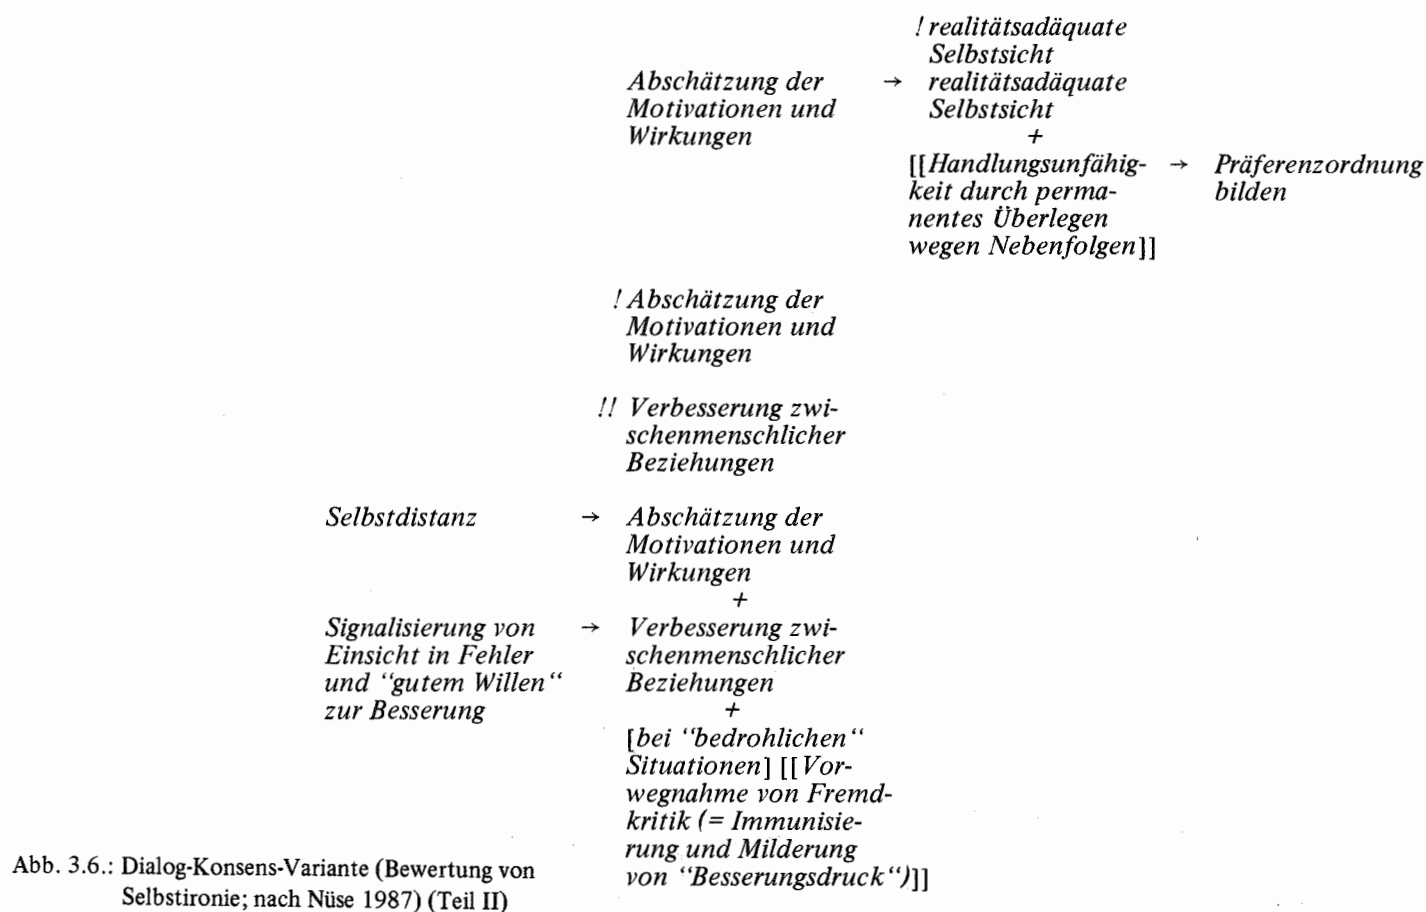 ! realitätsadäquate
Selbstsicht
Abschätzung der → realitätsadäquate
Motivationen und Selbstsicht
Wirkungen +
[[Handlungsunfähig- → Präferenzordnung
keit durch perma- bilden
nentes Überlegen
wegen Nebenfolgen]]
! Abschätzung der
Motivationen und
Wirkungen
!! Verbesserung zwi-
schenmenschlicher
Beziehungen
Selbstdistanz → Abschätzung der
Motivationen und
Wirkungen
+
Signalisierung von → Verbesserung zwi-
Einsicht in Fehler schenmenschlicher
und “gutem Willen“ Beziehungen
zur Besserung +
[bei “bedrohlichen“
Situationen] [[Vor-
wegnahme von Fremd-
kritik (= Immunisie-
rung und Milderung
von “Besserungsdruck“)]]
Abb. 3.6.: Dialog-Konsens-Variante (Bewertung von
Selbstironie; nach Nüse 1987) (Teil II)